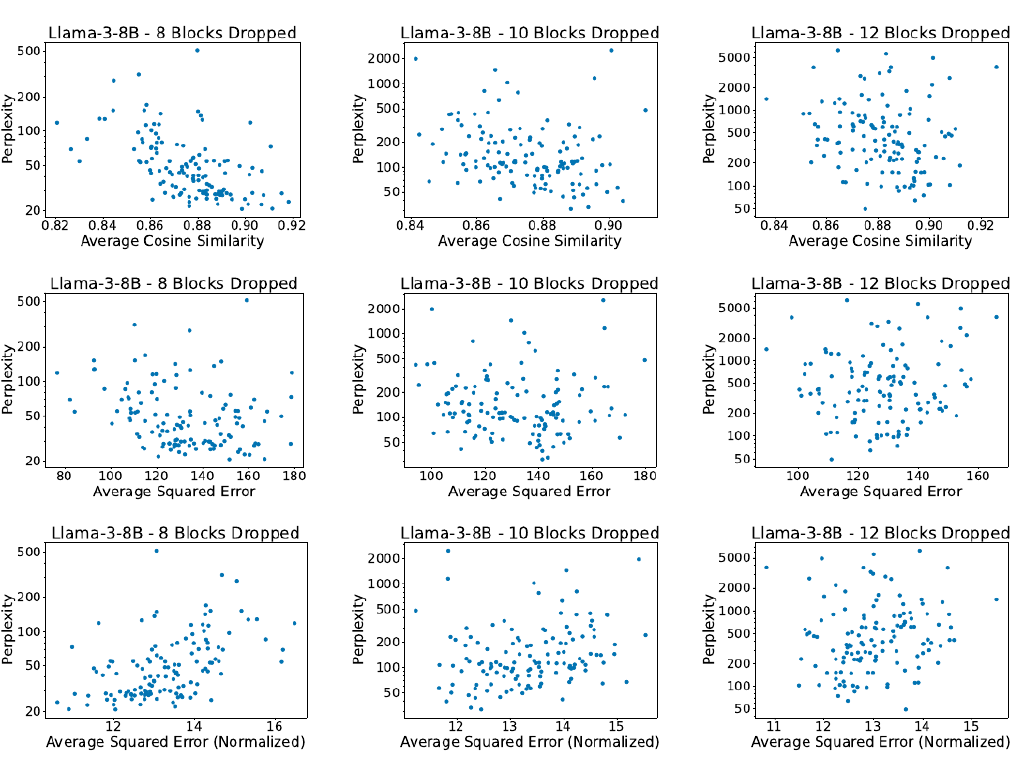 Llama-3-8B - 8 Blocks Dropped
500
200
100
50
20
Perplexity
0.82 0.84 0.86 0.88 0.90 0.92
Average Cosine Similarity
Llama-3-8B - 10 Blocks Dropped
2000
1000
500
200
100
50
Perplexity
0.84 0.86 0.88 0.90
Average Cosine Similarity
Llama-3-8B - 12 Blocks Dropped
5000
2000
1000
500
200
100
50
Perplexity
0.84 0.86 0.88 0.90 0.92
Average Cosine Similarity
Llama-3-8B - 8 Blocks Dropped
500
200
100
50
20
Perplexity
80 100 120 140 160 180
Average Squared Error
Llama-3-8B - 10 Blocks Dropped
2000
1000
500
200
100
50
Perplexity
100 120 140 160 180
Average Squared Error
Llama-3-8B - 12 Blocks Dropped
5000
2000
1000
500
200
100
50
Perplexity
100 120 140 160
Average Squared Error
Llama-3-8B - 8 Blocks Dropped
500
200
100
50
20
Perplexity
12 14 16
Average Squared Error (Normalized)
Llama-3-8B - 10 Blocks Dropped
2000
1000
500
200
100
50
Perplexity
12 13 14 15
Average Squared Error (Normalized)
Llama-3-8B - 12 Blocks Dropped
5000
2000
1000
500
200
100
50
Perplexity
11 12 13 14 15
Average Squared Error (Normalized)